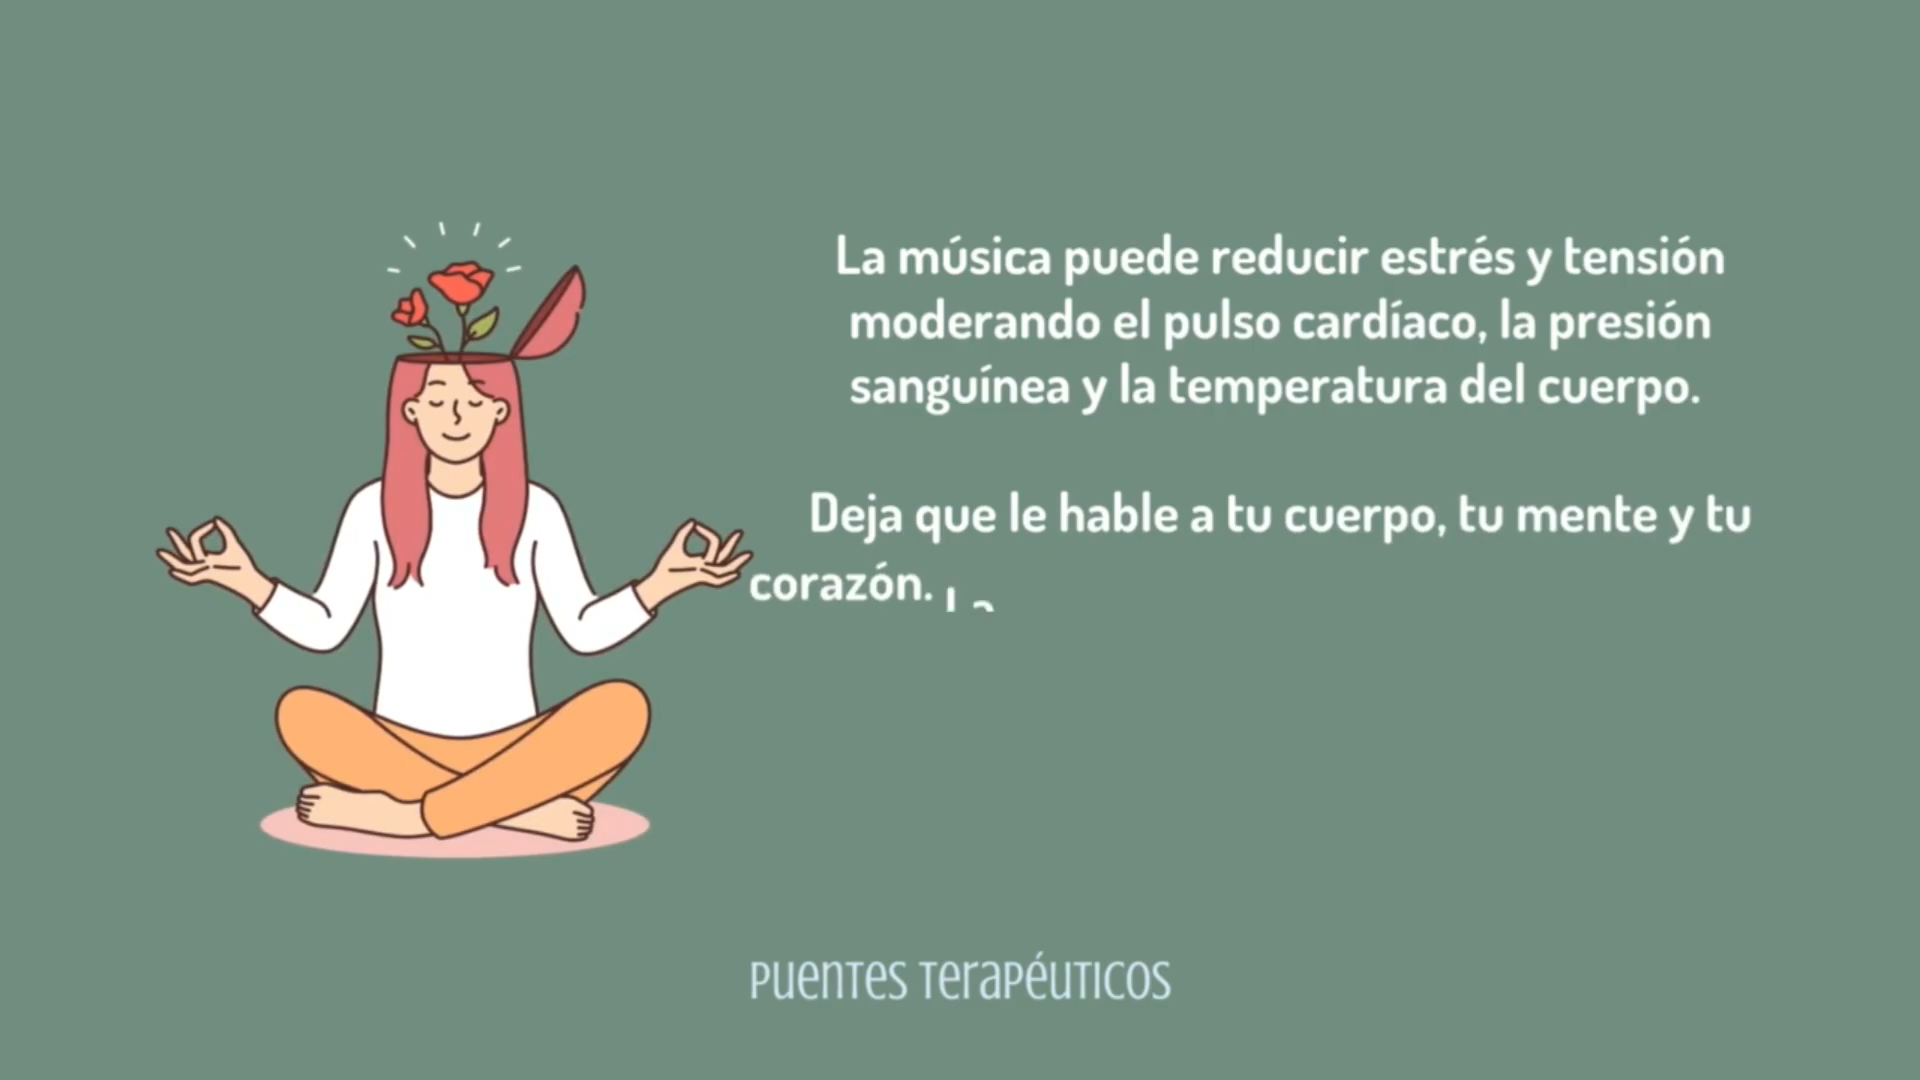 La música puede reducir estrés y tensión
moderando el pulso cardíaco, la presión
sanguínea y la temperatura del cuerpo.
Deja que le hable a tu cuerpo, tu mente y tu
corazón.
Puentes Terapéuticos